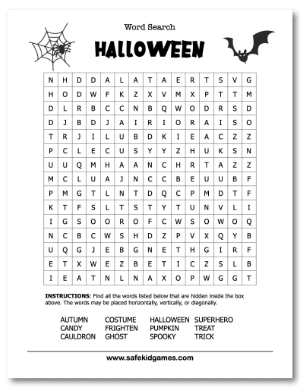 Word Search
HALLOWEEN
N H D D A L A T A E R T S V G
H O D W F K Z X V M X P T T M
D L R B C C N B Q W O D R S D
D J B D J A I R I O R A I S O
T R J I L U B D K I E A C Z Z
P C L E C U S Y Y Z H U K S N
U U Q M H A A N C H R T A Z Z
M C L U A J N C C B E U U B F
P M G T L N T D Q C P M D T F
K T F S L T S T Y T U N V L I
I G S O O R O F C W S O W O Q
N C B C W S H D Z P V X Q Y B
U Q G J E B G N E T H G I R F
E T X W E Z B E T I C Z S L B
I E A T N L N A X O P W G G T
INSTRUCTIONS: Find all the words listed below that are hidden inside the box
above. The words may be placed horizontally, vertically, or diagonally.
AUTUMN COSTUME HALLOWEEN SUPERHERO
CANDY FRIGHTEN PUMPKIN TREAT
CAULDRON GHOST SPOOKY TRICK
www.safekidgames.com